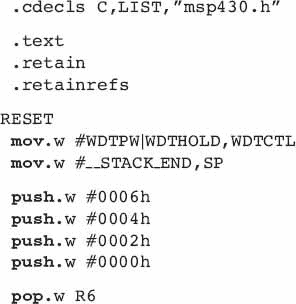 .cdecls C,LIST,”msp430.h”
.text
.retain
.retainrefs
RESET
mov.w #WDTPW|WDTHOLD,WDTCTL
mov.w #__STACK_END,SP
push.w #0006h
push.w #0004h
push.w #0002h
push.w #0000h
pop.w R6